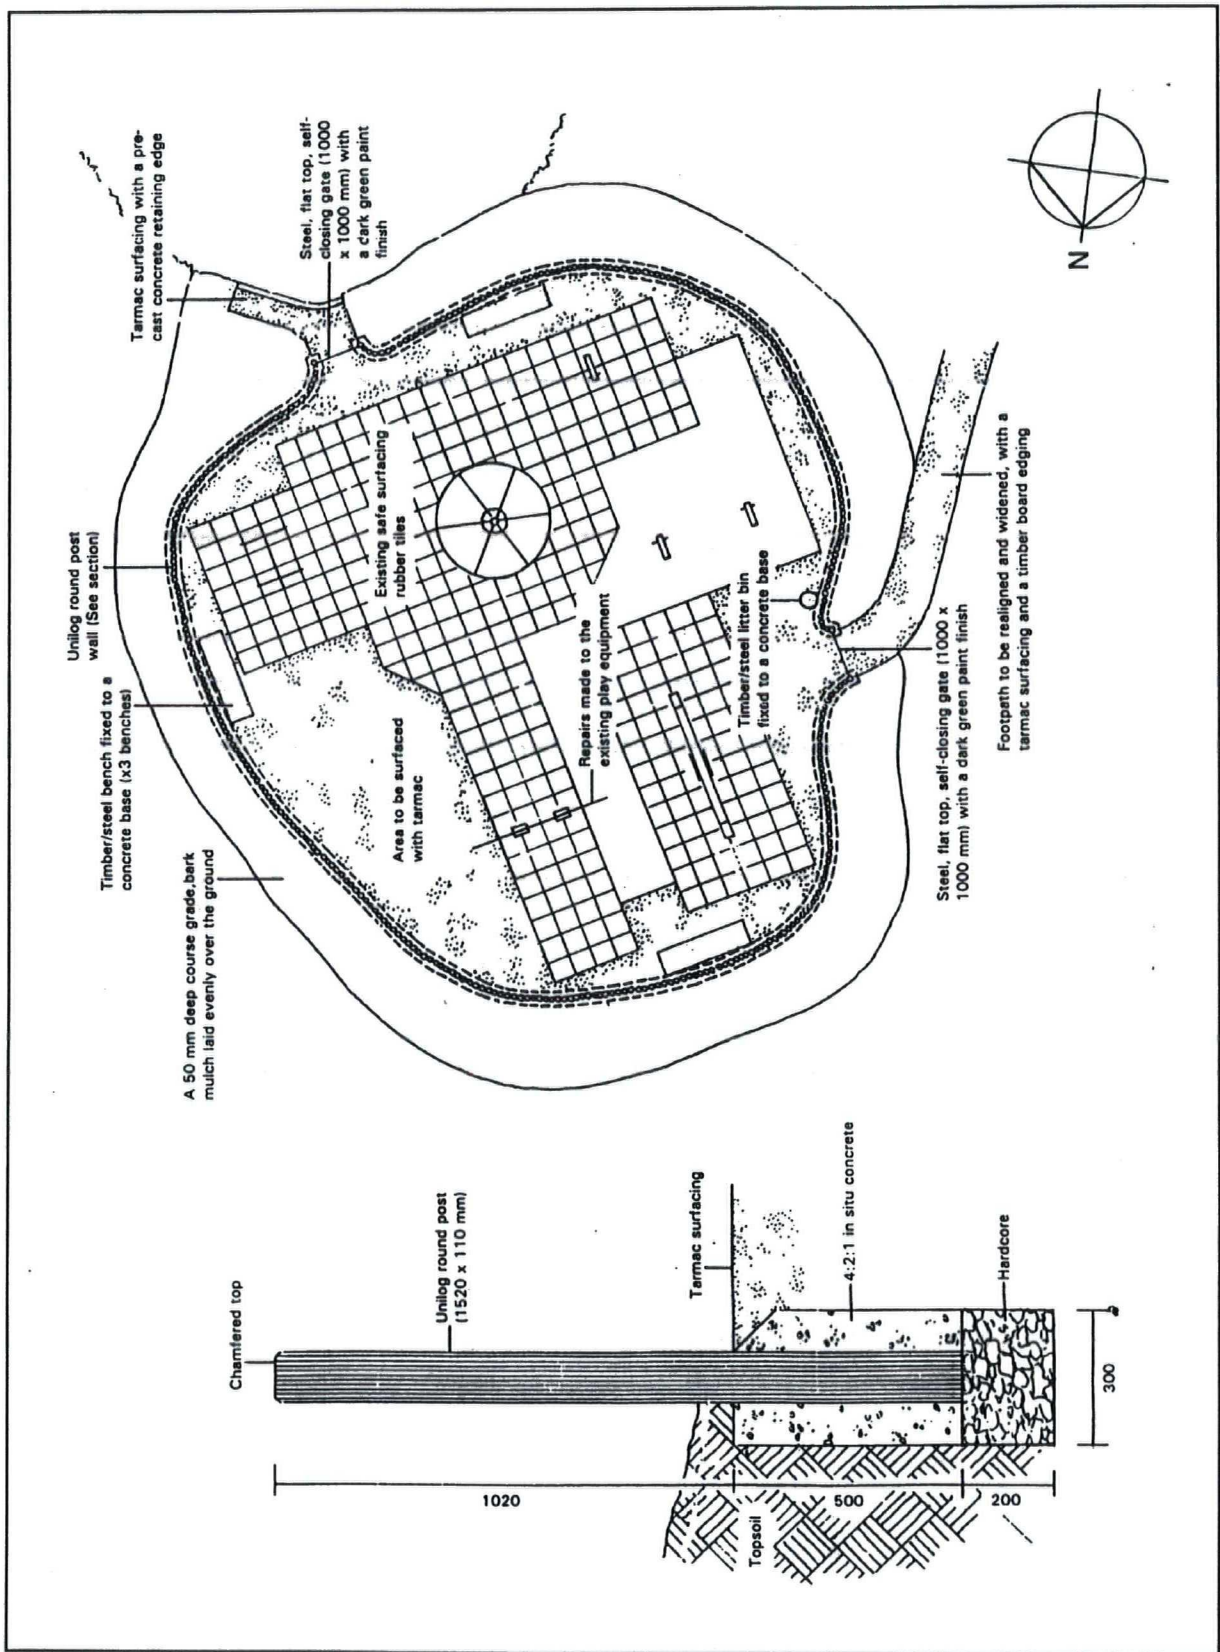 A 50 mm deep course grade,bark
mulch laid evenly over the ground
Timber/steel bench fixed to a
concrete base (x3 benches)
Unilog round post
wall (See section)
Tarmac surfacing with a pre-
cast concrete retaining edge
Steel, flat top, self-
closing gate (1000
x 1000 mm) with
a dark green paint
finish
Area to be surfaced
with tarmac
Existing safe surfacing
rubber tiles
Repairs made to the
existing play equipment
Timber/steel litter bin
fixed to a concrete base
Steel, flat top, self-closing gate (1000 x
1000 mm) with a dark green paint finish
Footpath to be realigned and widened, with a
tarmac surfacing and a timber board edging
N
Chamfered top
Unilog round post
(1520 x 110 mm)
Tarmac surfacing
4:2:1 in situ concrete
Hardcore
1020
Topsoil
500
200
300